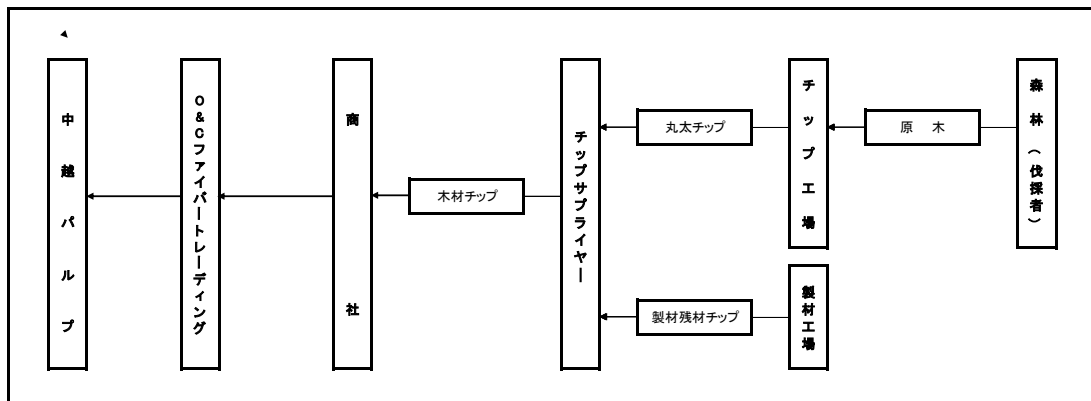 中越パルプ
O&Cファイバートレーディング
商社
木材チップ
チップサプライヤー
丸太チップ
製材残材チップ
チップ工場
製材工場
原木
森林（伐採者）